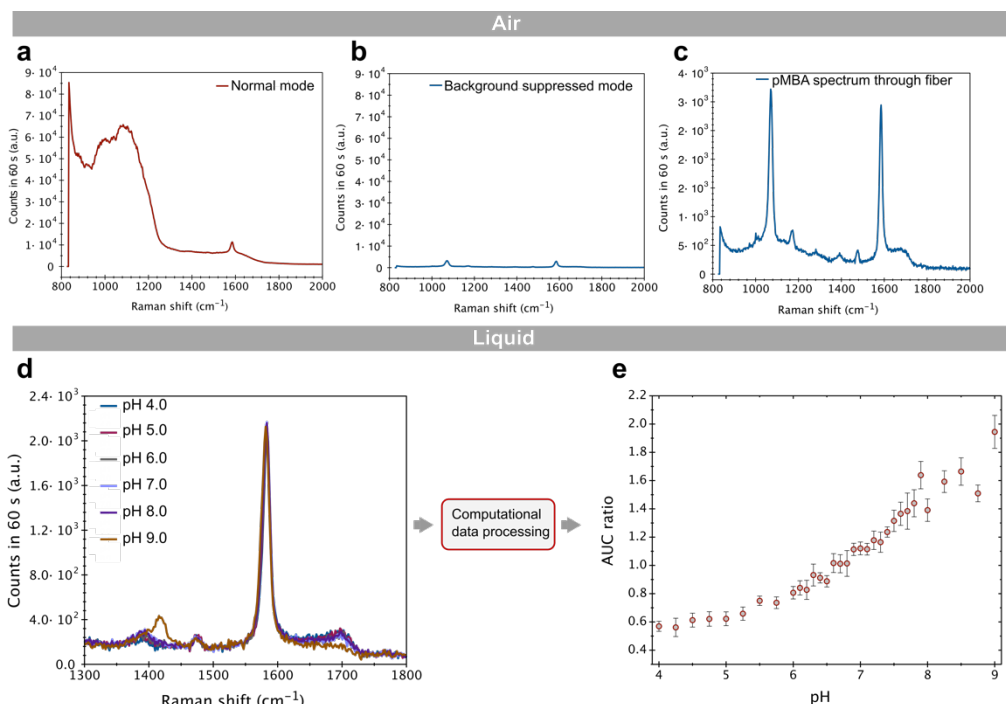 Air
a
9· 10⁴
8· 10⁴
7· 10⁴
6· 10⁴
5· 10⁴
4· 10⁴
3· 10⁴
2· 10⁴
1· 10⁴
0
Counts in 60 s (a.u.)
Normal mode
800 1000 1200 1400 1600 1800 2000
Raman shift (cm⁻¹)
b
9· 10⁴
8· 10⁴
7· 10⁴
6· 10⁴
5· 10⁴
4· 10⁴
3· 10⁴
2· 10⁴
1· 10⁴
0
Counts in 60 s (a.u.)
Background suppressed mode
800 1000 1200 1400 1600 1800 2000
Raman shift (cm⁻¹)
c
4· 10³
3· 10³
3· 10³
2· 10³
2· 10³
1· 10³
5· 10²
0
Counts in 60 s (a.u.)
pMBA spectrum through fiber
800 1000 1200 1400 1600 1800 2000
Raman shift (cm⁻¹)
Liquid
d
2.4· 10³
2.0· 10³
1.6· 10³
1.2· 10³
8.0· 10²
4.0· 10²
0.0
Counts in 60 s (a.u.)
pH 4.0
pH 5.0
pH 6.0
pH 7.0
pH 8.0
pH 9.0
1300 1400 1500 1600 1700 1800
Raman shift (cm⁻¹)
Computational
data processing
e
2.2
2.0
1.8
1.6
1.4
1.2
1.0
0.8
0.6
0.4
AUC ratio
4 5 6 7 8 9
pH